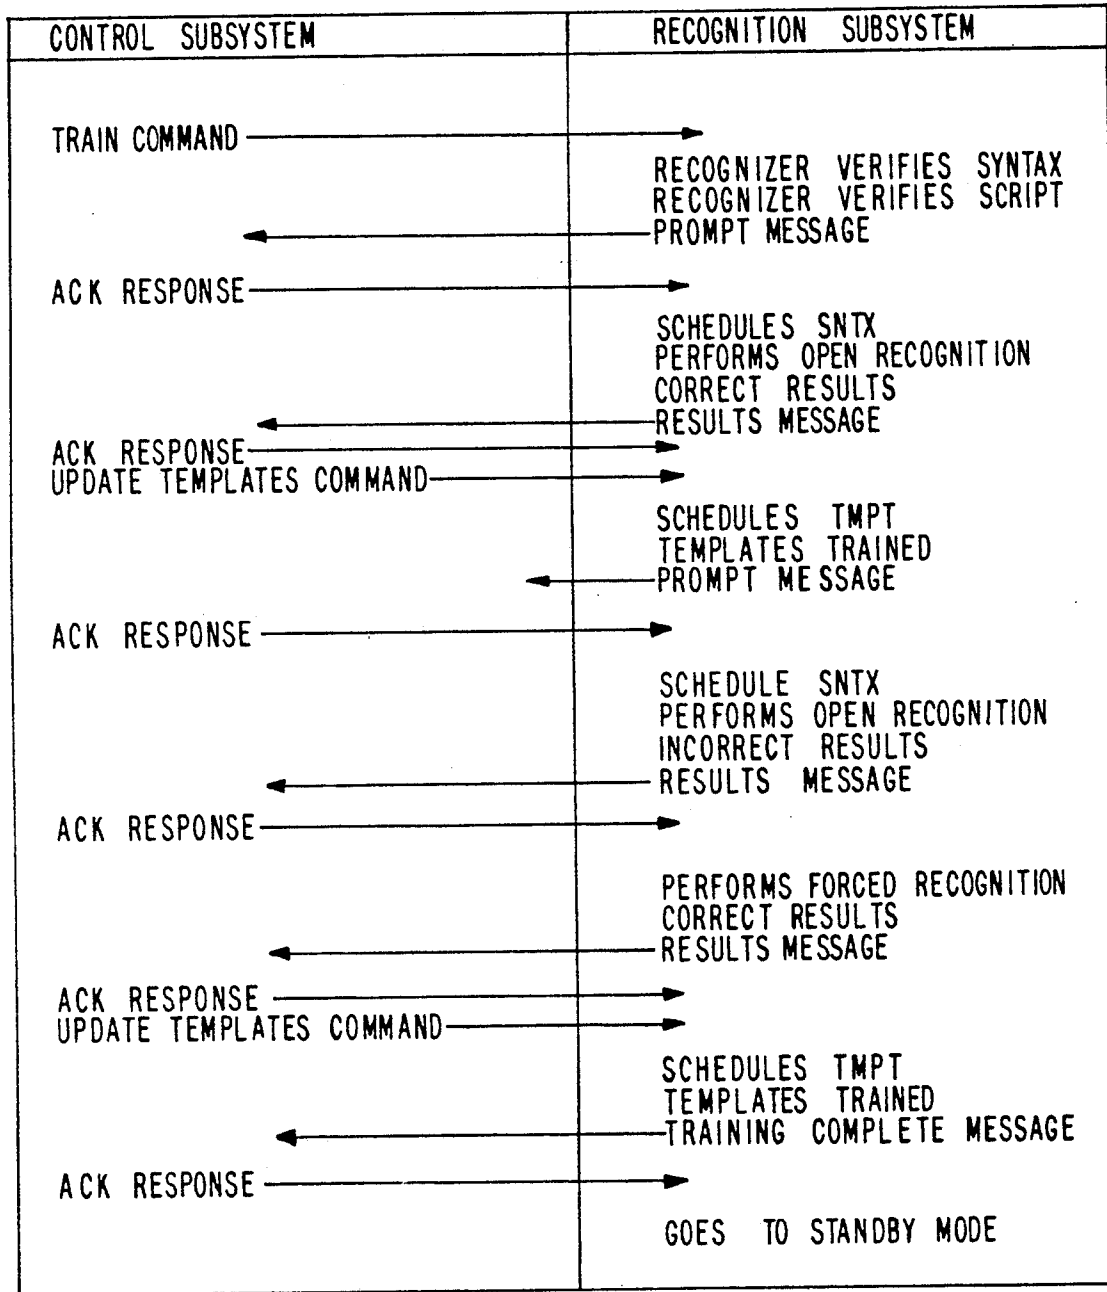 CONTROL SUBSYSTEM
RECOGNITION SUBSYSTEM
TRAIN COMMAND
RECOGNIZER VERIFIES SYNTAX
RECOGNIZER VERIFIES SCRIPT
PROMPT MESSAGE
ACK RESPONSE
SCHEDULES SNTX
PERFORMS OPEN RECOGNITION
CORRECT RESULTS
RESULTS MESSAGE
ACK RESPONSE
UPDATE TEMPLATES COMMAND
SCHEDULES TMPT
TEMPLATES TRAINED
PROMPT MESSAGE
ACK RESPONSE
SCHEDULE SNTX
PERFORMS OPEN RECOGNITION
INCORRECT RESULTS
RESULTS MESSAGE
ACK RESPONSE
PERFORMS FORCED RECOGNITION
CORRECT RESULTS
RESULTS MESSAGE
ACK RESPONSE
UPDATE TEMPLATES COMMAND
SCHEDULES TMPT
TEMPLATES TRAINED
TRAINING COMPLETE MESSAGE
ACK RESPONSE
GOES TO STANDBY MODE